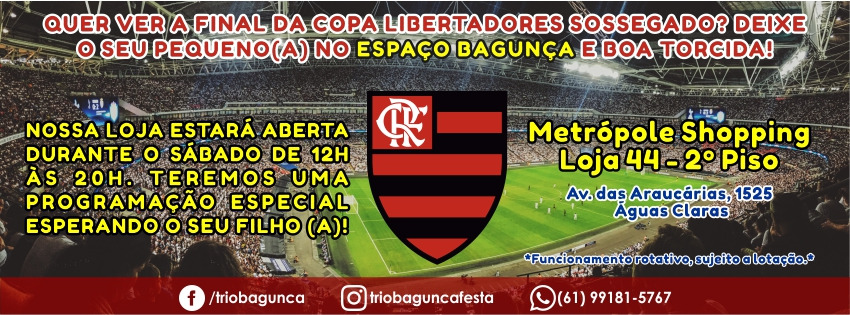 QUER VER A FINAL DA COPA LIBERTADORES SOSSEGADO? DEIXE
O SEU PEQUENO(A) NO ESPAÇO BAGUNÇA E BOA TORCIDA!
NOSSA LOJA ESTARÁ ABERTA
DURANTE O SÁBADO DE 12H
ÀS 20H. TEREMOS UMA
PROGRAMAÇÃO ESPECIAL
ESPERANDO O SEU FILHO (A)!
CRF
Metrópole Shopping
Loja 44 - 2º Piso
Av. das Araucárias, 1525
Águas Claras
*Funcionamento rotativo, sujeito a lotação.*
/triobagunca
triobaguncafesta
(61) 99181-5767